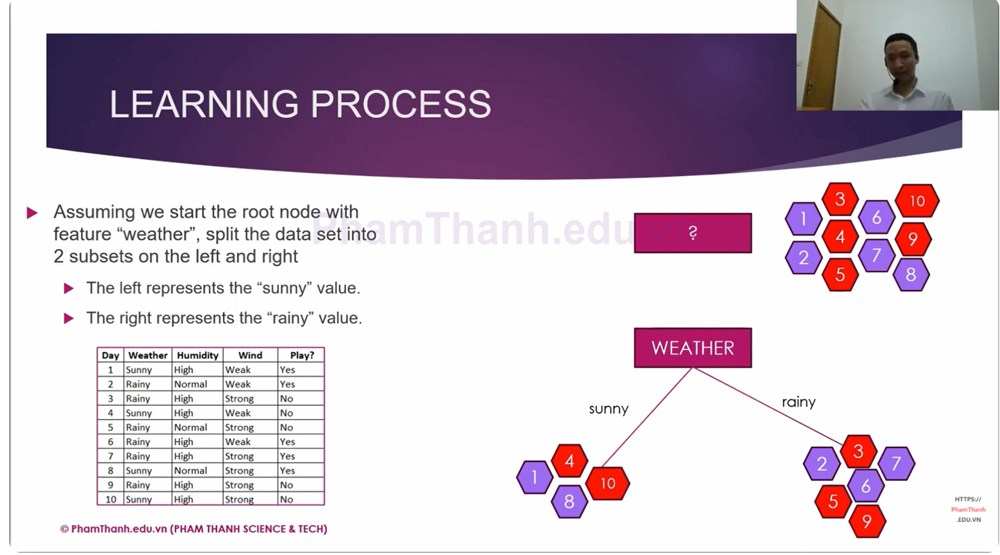 LEARNING PROCESS
Assuming we start the root node with
feature “weather”, split the data set into
2 subsets on the left and right
The left represents the “sunny” value.
The right represents the “rainy” value.
PhamThanh.edu.vn
Day Weather Humidity Wind Play?
1 Sunny High Weak Yes
2 Rainy Normal Weak Yes
3 Rainy High Strong No
4 Sunny High Weak No
5 Rainy Normal Strong No
6 Rainy High Weak Yes
7 Rainy High Strong Yes
8 Sunny Normal Strong Yes
9 Rainy High Strong No
10 Sunny High Strong No
© PhamThanh.edu.vn (PHAM THANH SCIENCE & TECH)
?
3 10
1 6
4 9
2 7
5 8
WEATHER
sunny rainy
4
1 10
8
3
2 7
6
5
9
HTTPS://
PhamThanh
.EDU.VN